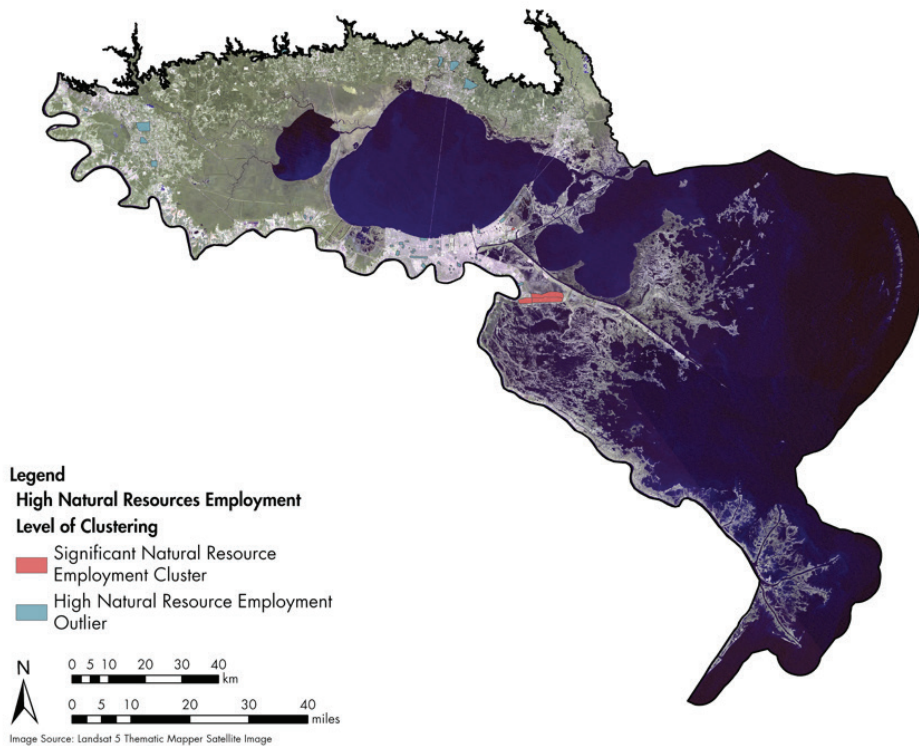 Legend
High Natural Resources Employment
Level of Clustering
Significant Natural Resource
Employment Cluster
High Natural Resource Employment
Outlier
N
0 5 10 20 30 40
km
0 5 10 20 30 40
miles
Image Source: Landsat 5 Thematic Mapper Satellite Image